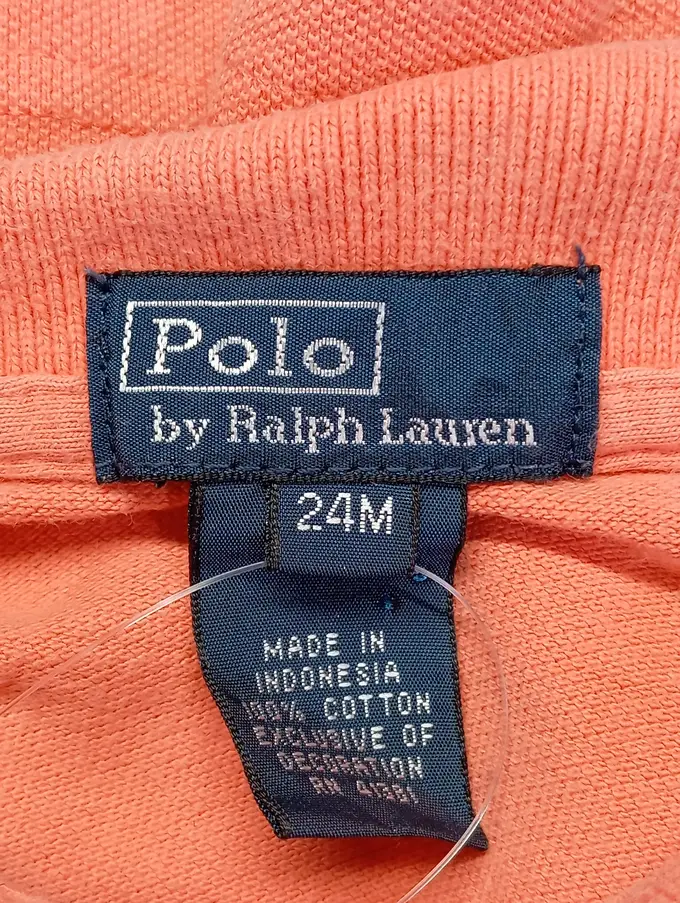 Polo
by Ralph Lauren
24M
MADE IN
INDONESIA
100% COTTON
EXCLUSIVE OF
DECORATION
RN 41381